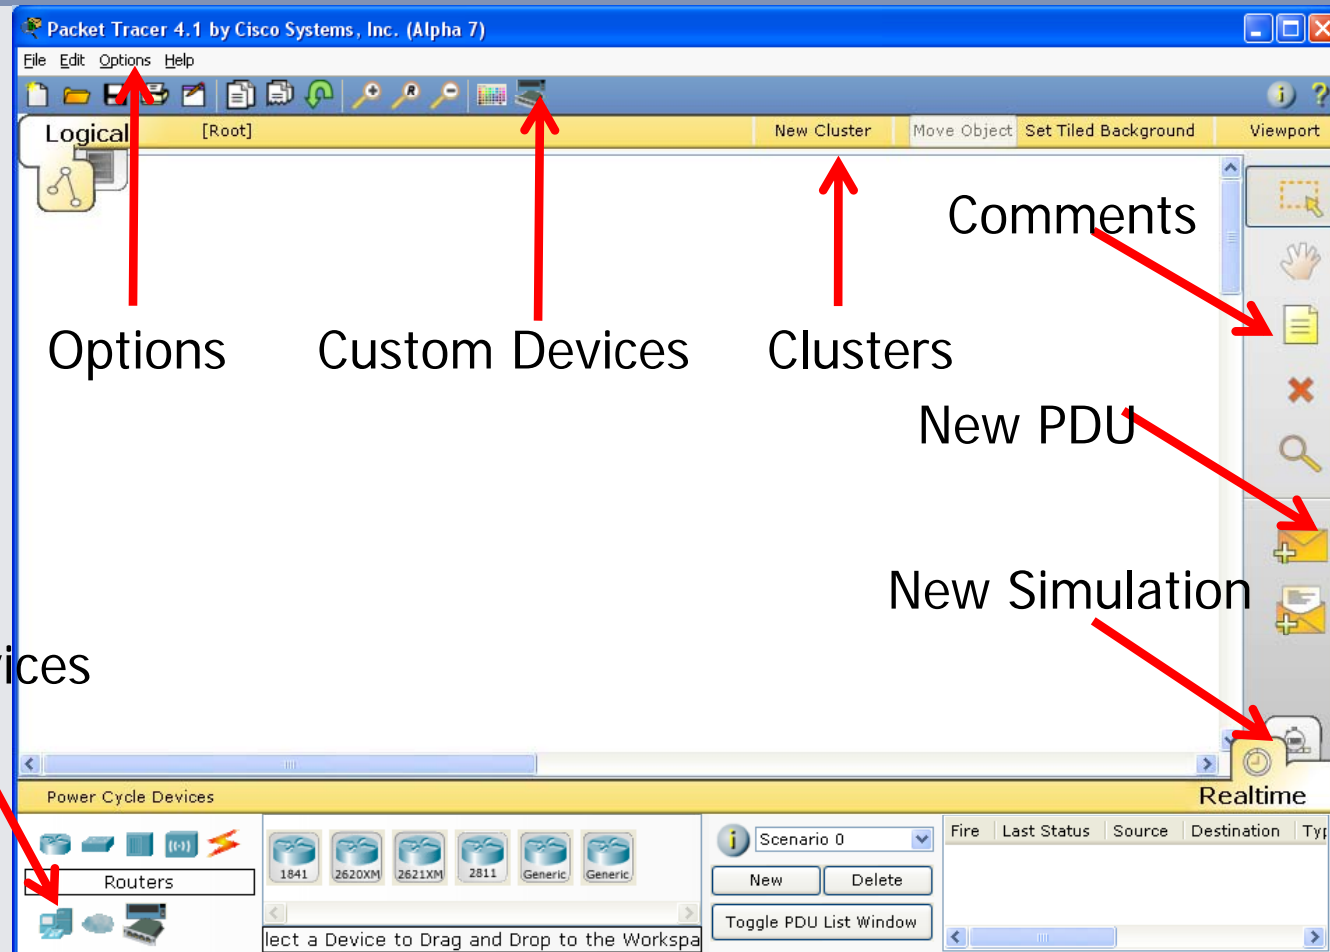 Packet Tracer 4.1 by Cisco Systems, Inc. (Alpha 7)
File Edit Options Help
Logical [Root] New Cluster Move Object Set Tiled Background Viewport
Comments
Options Custom Devices Clusters
New PDU
New Simulation
ices
Realtime
Power Cycle Devices
Fire Last Status Source Destination Typ
Scenario 0
1841 2620XM 2621XM 2811 Generic Generic
Routers
New Delete
Toggle PDU List Window
lect a Device to Drag and Drop to the Workspa